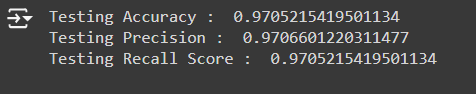 Testing Accuracy :  0.9705215419501134
Testing Precision :  0.9706601220311477
Testing Recall Score :  0.9705215419501134